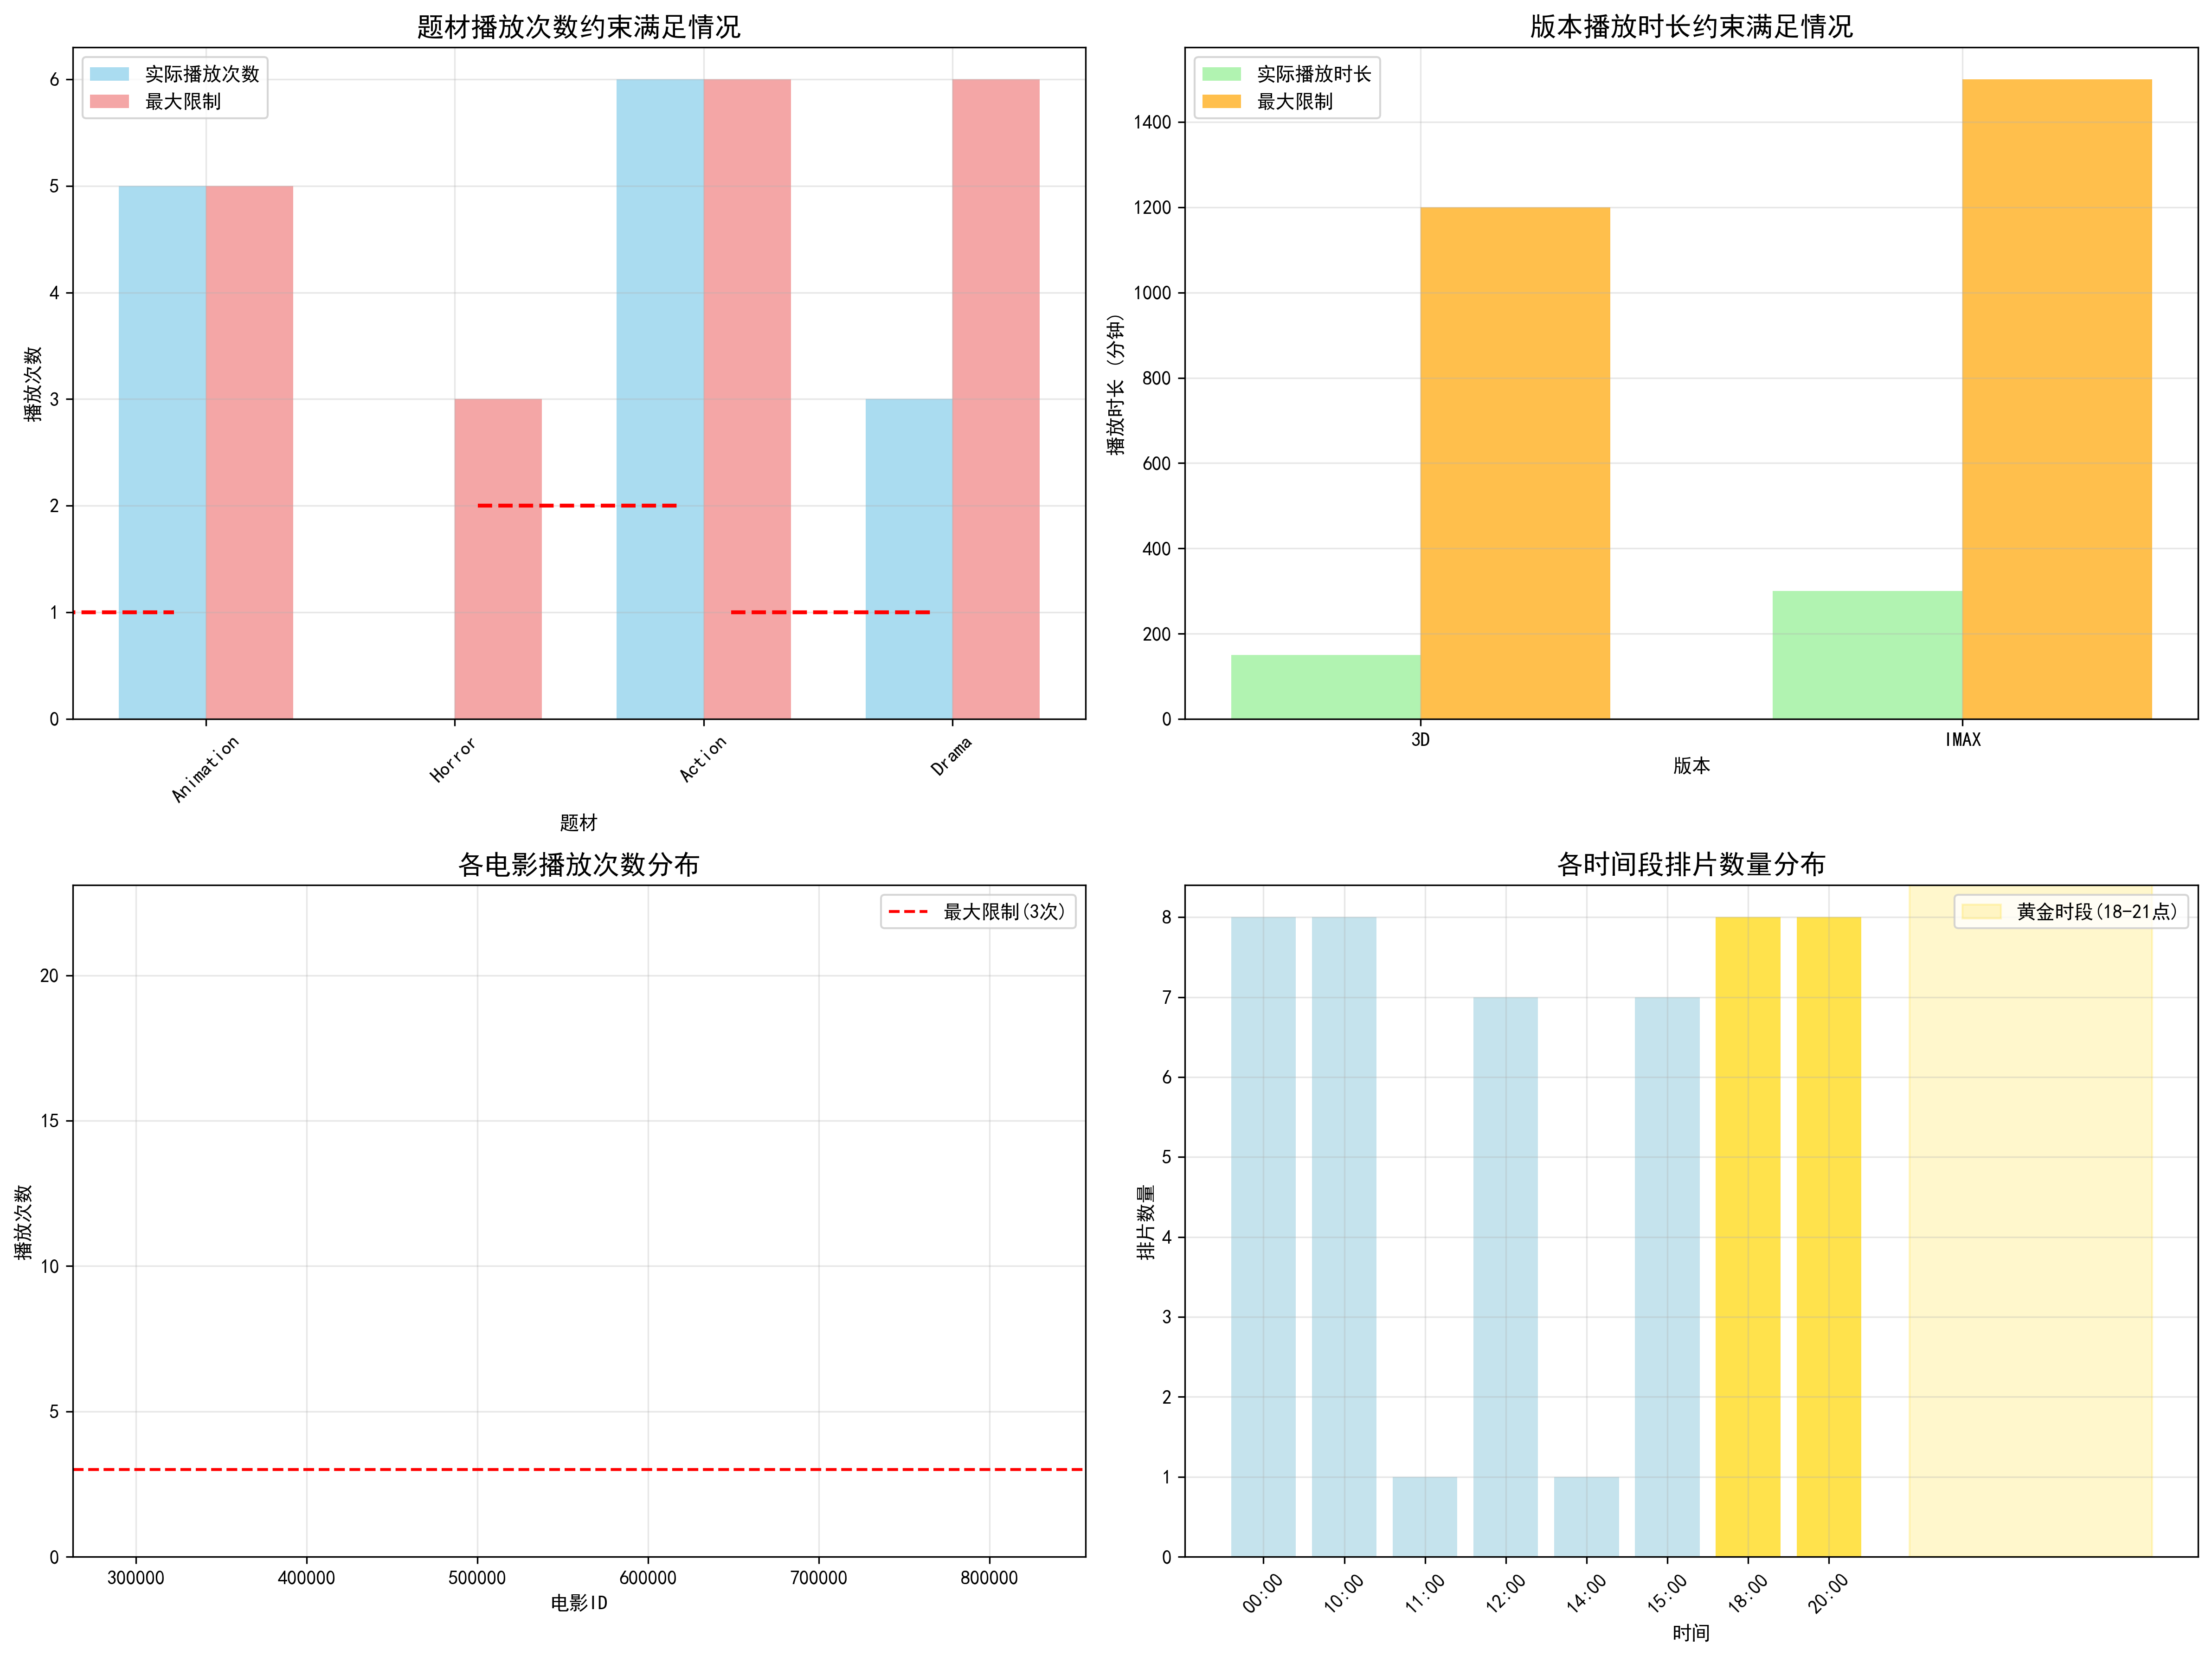 题材播放次数约束满足情况
实际播放次数
最大限制
播放次数
6
5
4
3
2
1
0
Animation
Horror
Action
Drama
题材
版本播放时长约束满足情况
实际播放时长
最大限制
播放时长 (分钟)
1400
1200
1000
800
600
400
200
0
3D
IMAX
版本
各电影播放次数分布
最大限制(3次)
播放次数
20
15
10
5
0
300000
400000
500000
600000
700000
800000
电影ID
各时间段排片数量分布
黄金时段(18-21点)
排片数量
8
7
6
5
4
3
2
1
0
00:00
10:00
11:00
12:00
14:00
15:00
18:00
20:00
时间